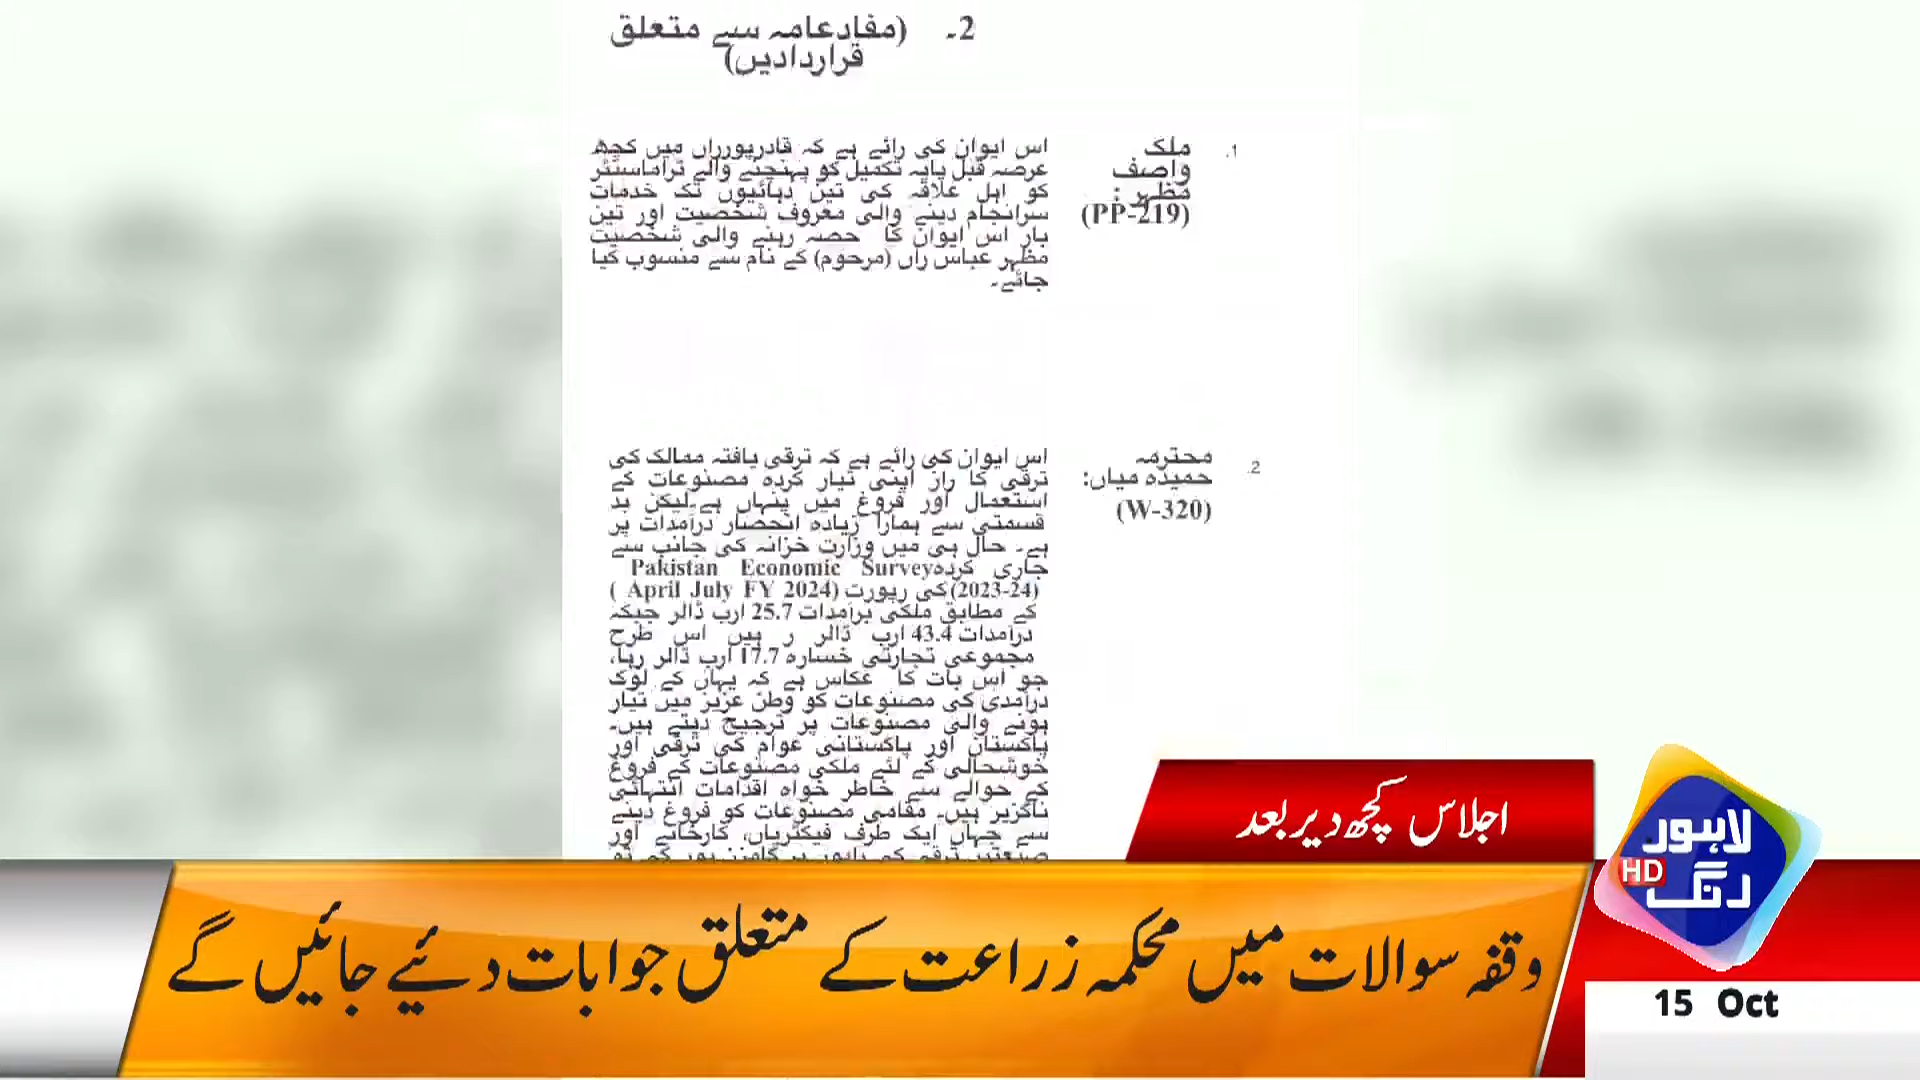 2۔ (مفادعامہ سے متعلق
قراردادیں)
1.
ملک
واصف
مظہر:
(PP-219)
اس ایوان کی رائے ہے کہ قادرپورراں میں کچھ
عرصہ قبل پایہ تکمیل کو پہنچنے والے ٹراماسنٹر
کو اہل علاقہ کی تین دہائیوں تک خدمات
سرانجام دینے والی معروف شخصیت اور تین
بار اس ایوان کا حصہ رہنے والی شخصیت
مظہر عباس راں (مرحوم) کے نام سے منسوب کیا
جائے۔
2.
محترمہ
حمیدہ میاں:
(W-320)
اس ایوان کی رائے ہے کہ ترقی یافتہ ممالک کی
ترقی کا راز اپنی تیار کردہ مصنوعات کے
استعمال اور فروغ میں پنہاں ہے۔لیکن بد
قسمتی سے ہمارا زیادہ انحصار درآمدات پر
ہے۔ حال ہی میں وزارت خزانہ کی جانب سے
جاری کردہ Pakistan Economic Survey
(2023-24) کی رپورٹ (April July FY 2024 )
کے مطابق ملکی برآمدات 25.7 ارب ڈالر جبکہ
درآمدات 43.4 ارب ڈالر ر ہیں اس طرح
مجموعی تجارتی خسارہ 17.7 ارب ڈالر رہا،
جو اس بات کا عکاس ہے کہ یہاں کے لوگ
درآمدی کی مصنوعات کو وطن عزیز میں تیار
ہونے والی مصنوعات پر ترجیح دیتے ہیں۔
پاکستان اور پاکستانی عوام کی ترقی اور
خوشحالی کے لئے ملکی مصنوعات کے فروغ
کے حوالے سے خاطر خواہ اقدامات انتہائی
ناگزیر ہیں۔ مقامی مصنوعات کو فروغ دینے
سے جہاں ایک طرف فیکٹریاں، کارخانے اور
اجلاس کچھ دیر بعد
وقفہ سوالات میں محکمہ زراعت کے متعلق جوابات دئیے جائیں گے
لاہور
رنگ
HD
15 Oct